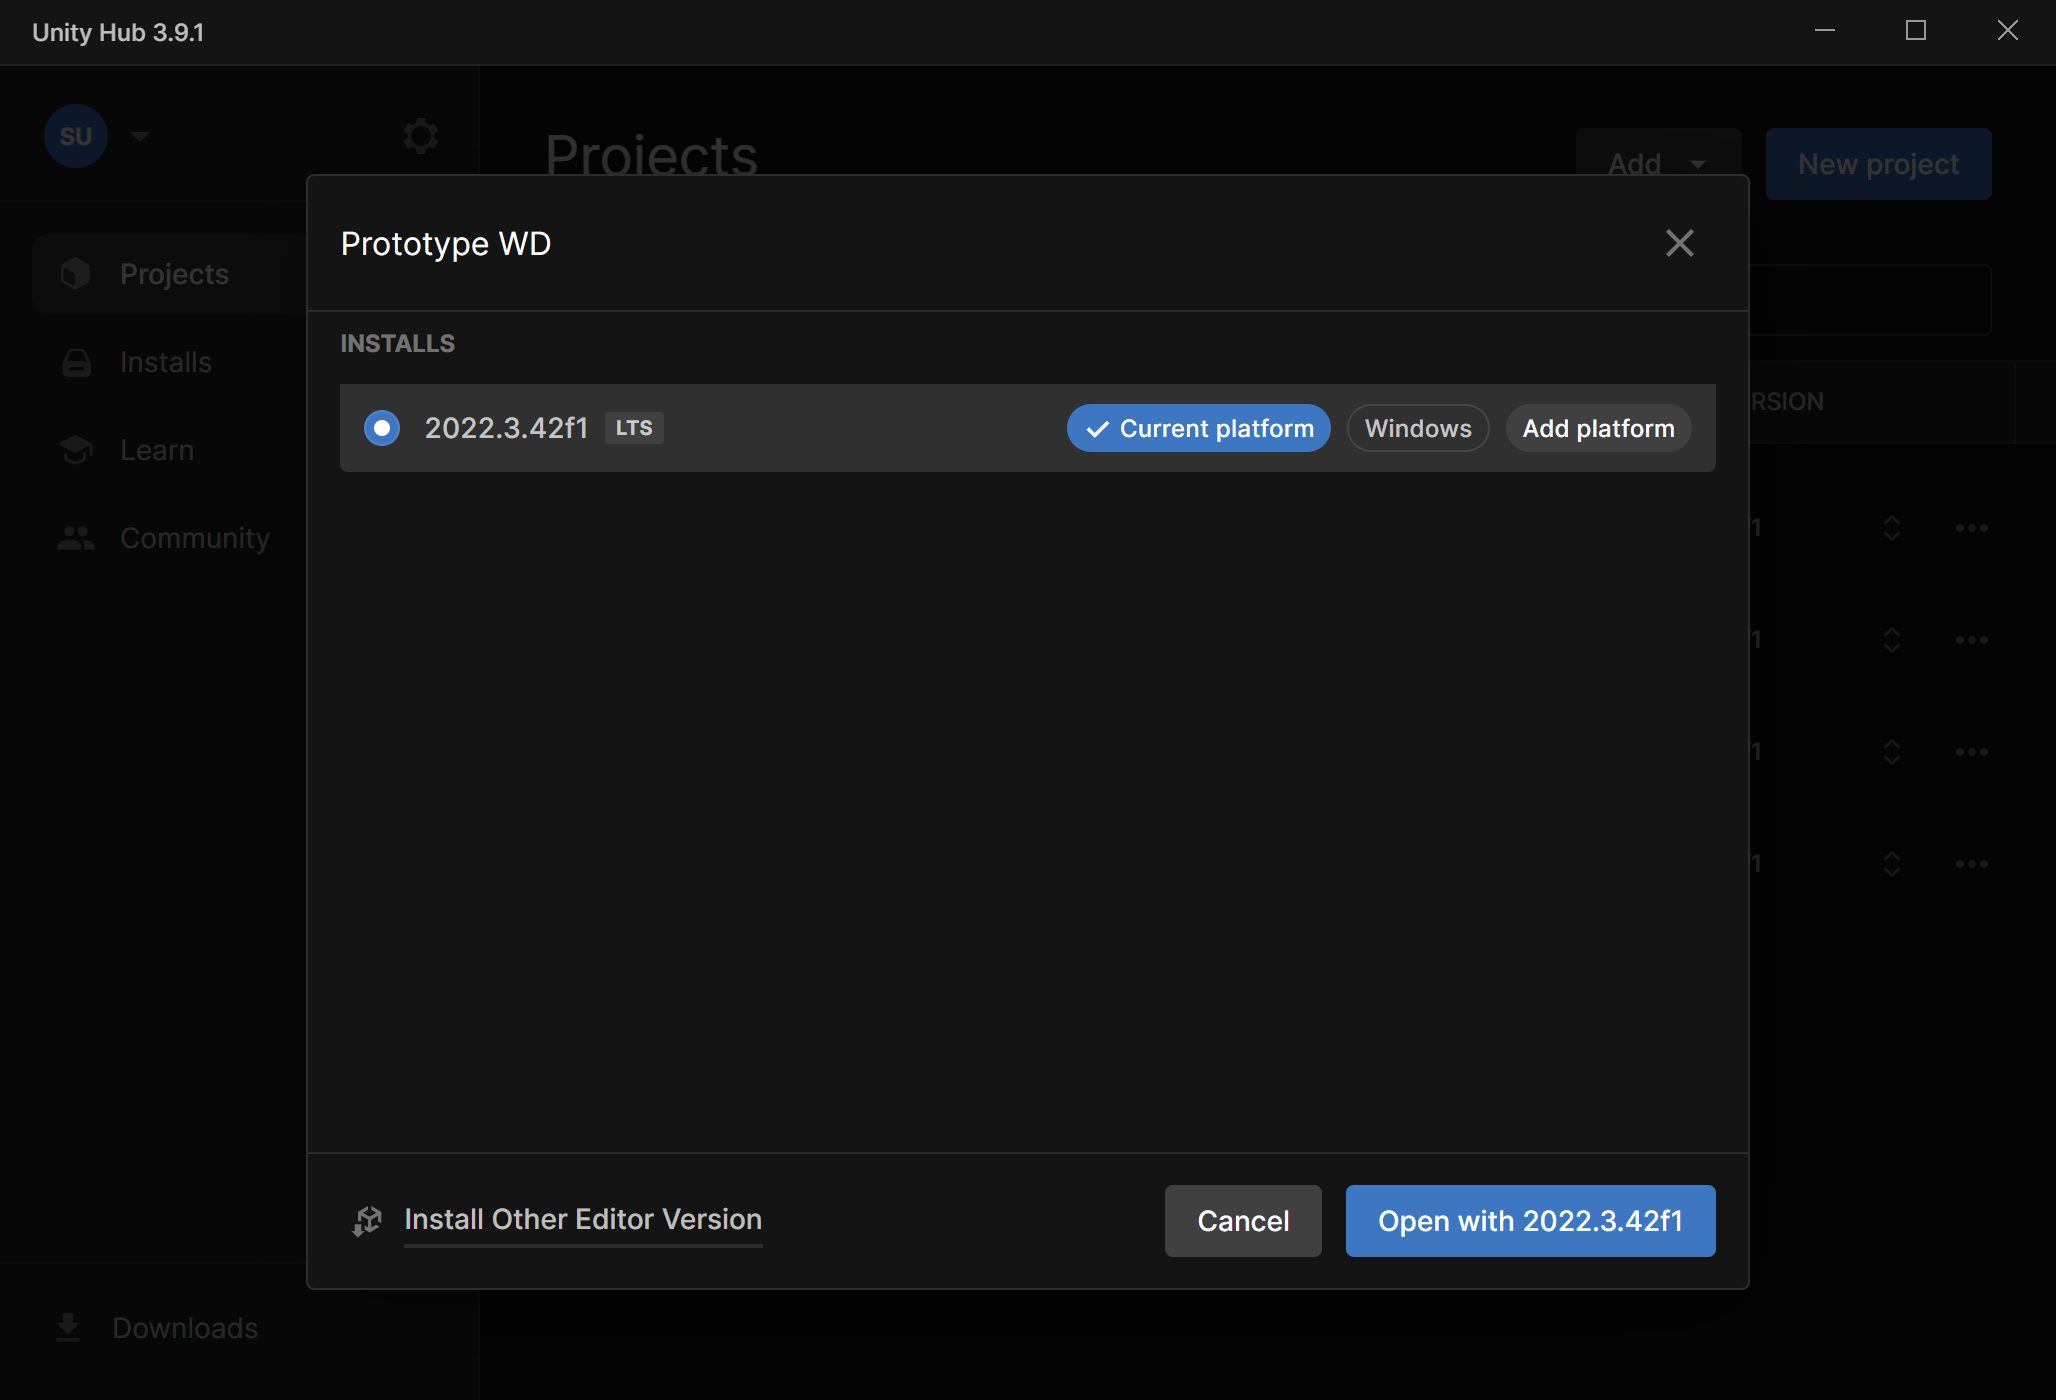 Unity Hub 3.9.1
SU
Projects
Add
New project
Projects
Installs
Learn
Community
Downloads
Prototype WD
INSTALLS
2022.3.42f1 LTS Current platform Windows Add platform
RSION
1
1
1
1
Install Other Editor Version
Cancel
Open with 2022.3.42f1